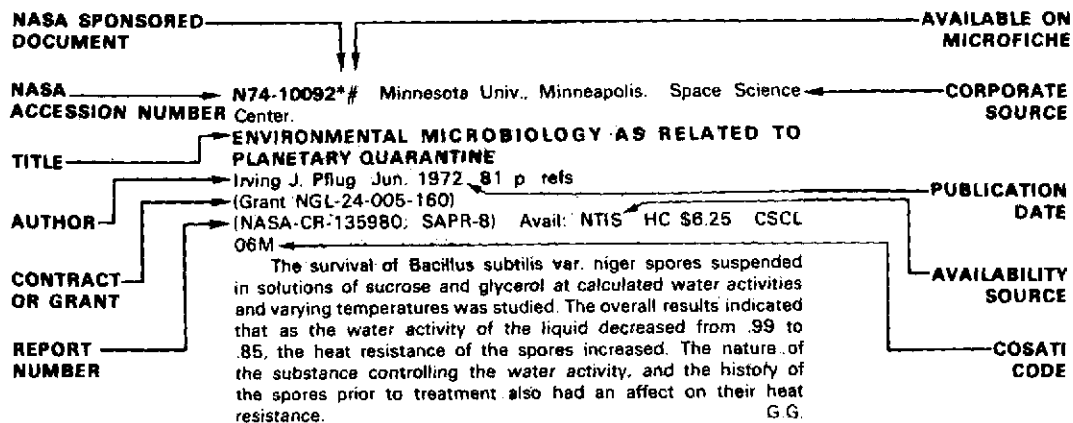 NASA SPONSORED
DOCUMENT
AVAILABLE ON
MICROFICHE
NASA
ACCESSION NUMBER
N74-10092*# Minnesota Univ., Minneapolis. Space Science
Center.
CORPORATE
SOURCE
TITLE
ENVIRONMENTAL MICROBIOLOGY AS RELATED TO
PLANETARY QUARANTINE
AUTHOR
Irving J. Pflug Jun. 1972 81 p refs
PUBLICATION
DATE
(Grant NGL-24-005-160)
(NASA-CR-135980; SAPR-8) Avail: NTIS HC $6.25 CSCL
06M
CONTRACT
OR GRANT
AVAILABILITY
SOURCE
REPORT
NUMBER
COSATI
CODE
The survival of Bacillus subtilis var. niger spores suspended
in solutions of sucrose and glycerol at calculated water activities
and varying temperatures was studied. The overall results indicated
that as the water activity of the liquid decreased from .99 to
.85, the heat resistance of the spores increased. The nature of
the substance controlling the water activity, and the history of
the spores prior to treatment also had an affect on their heat
resistance. G.G.